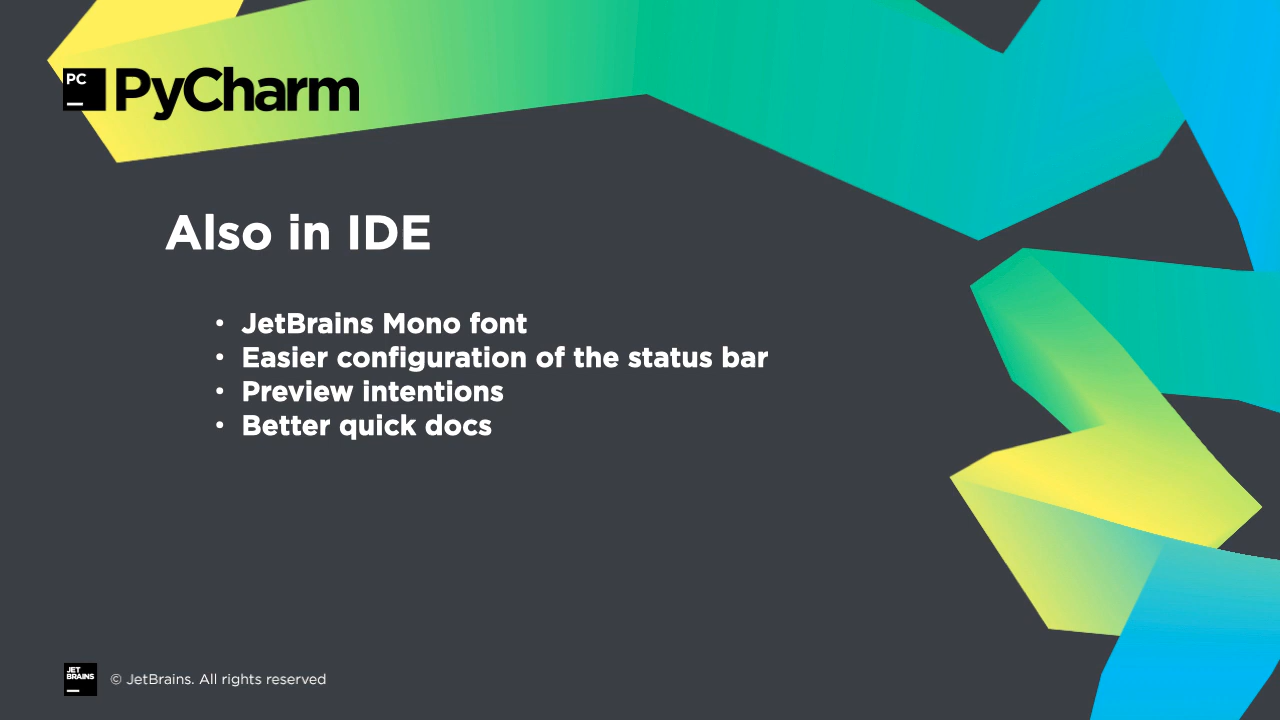 PC PyCharm
Also in IDE
• JetBrains Mono font
• Easier configuration of the status bar
• Preview intentions
• Better quick docs
JET
BRAINS
© JetBrains. All rights reserved